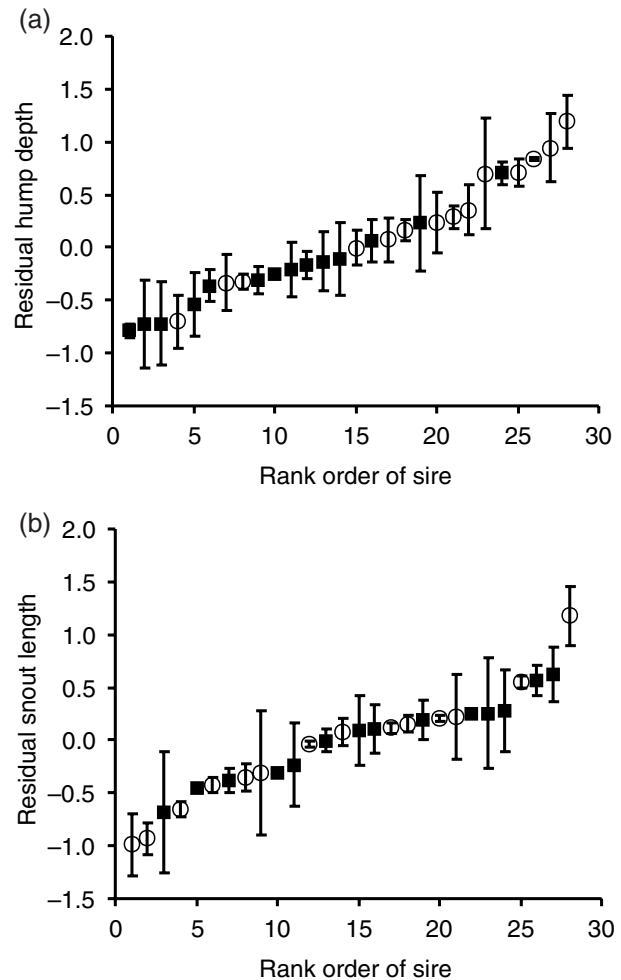 (a)
2.0
1.5
1.0
0.5
0.0
–0.5
–1.0
–1.5
Residual hump depth
0 5 10 15 20 25 30
Rank order of sire
(b)
2.0
1.5
1.0
0.5
0.0
–0.5
–1.0
–1.5
Residual snout length
0 5 10 15 20 25 30
Rank order of sire